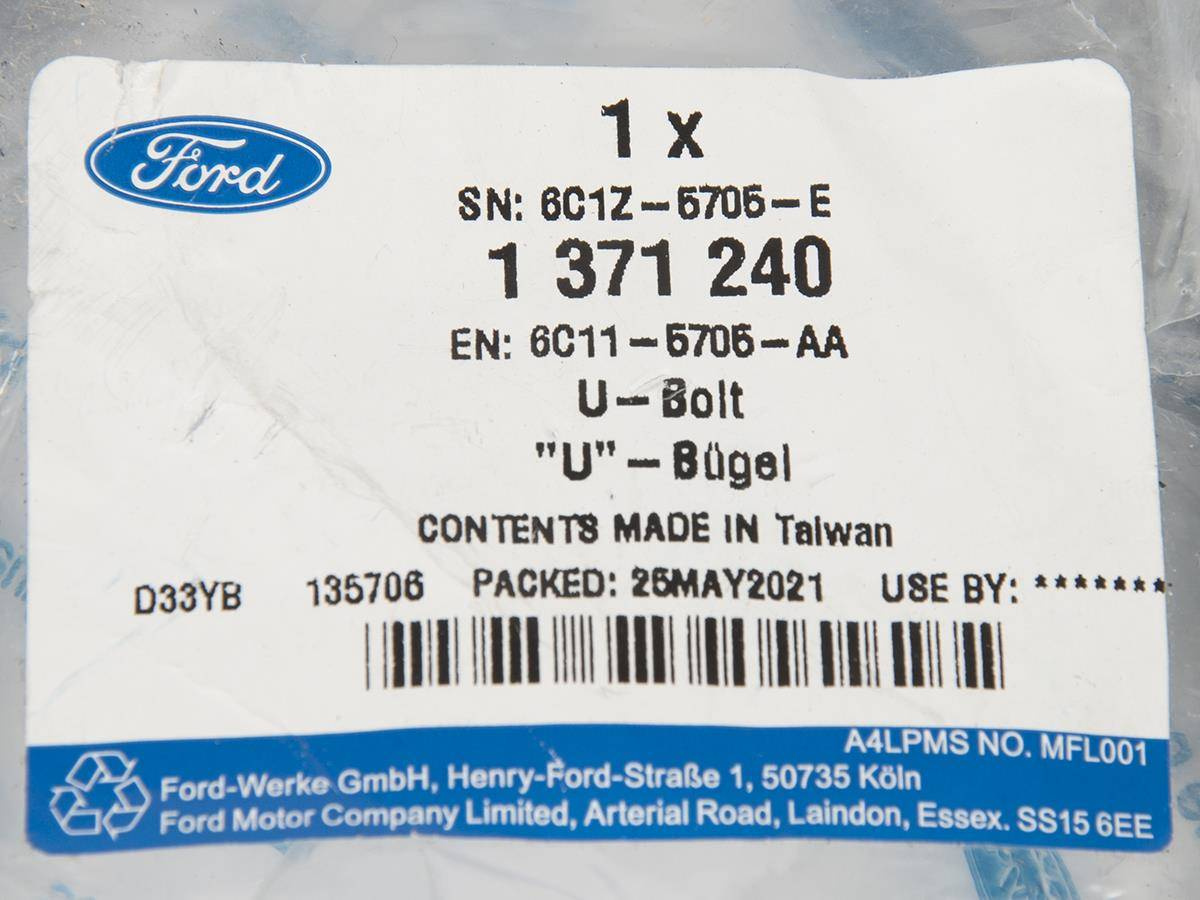 Ford
1 x
SN: 6C1Z-5705-E
1 371 240
EN: 6C11-5705-AA
U-Bolt
"U"-Bügel
CONTENTS MADE IN Taiwan
D33YB 135706 PACKED: 25MAY2021 USE BY: *******
A4LPMS NO. MFL001
Ford-Werke GmbH, Henry-Ford-Straße 1, 50735 Köln
Ford Motor Company Limited, Arterial Road, Laindon, Essex. SS15 6EE